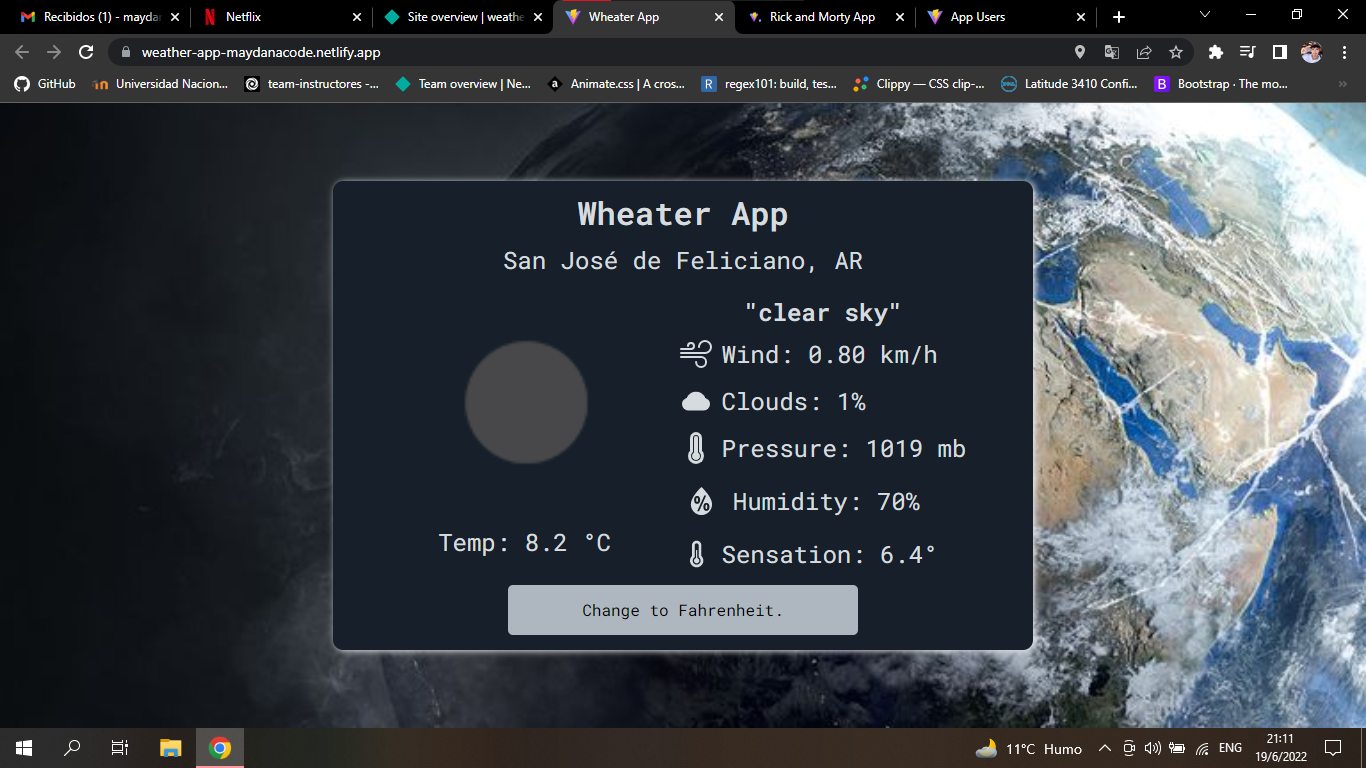 Recibidos (1) - maydan
Netflix
Site overview | weathe
Wheater App
Rick and Morty App
App Users
weather-app-maydanacode.netlify.app
GitHub
Universidad Nacion...
team-instructores -...
Team overview | Ne...
Animate.css | A cros...
regex101: build, tes...
Clippy — CSS clip-...
Latitude 3410 Confi...
Bootstrap · The mo...
Wheater App
San José de Feliciano, AR
"clear sky"
Wind: 0.80 km/h
Clouds: 1%
Pressure: 1019 mb
Humidity: 70%
Temp: 8.2 °C
Sensation: 6.4°
Change to Fahrenheit.
11°C Humo
ENG
21:11
19/6/2022